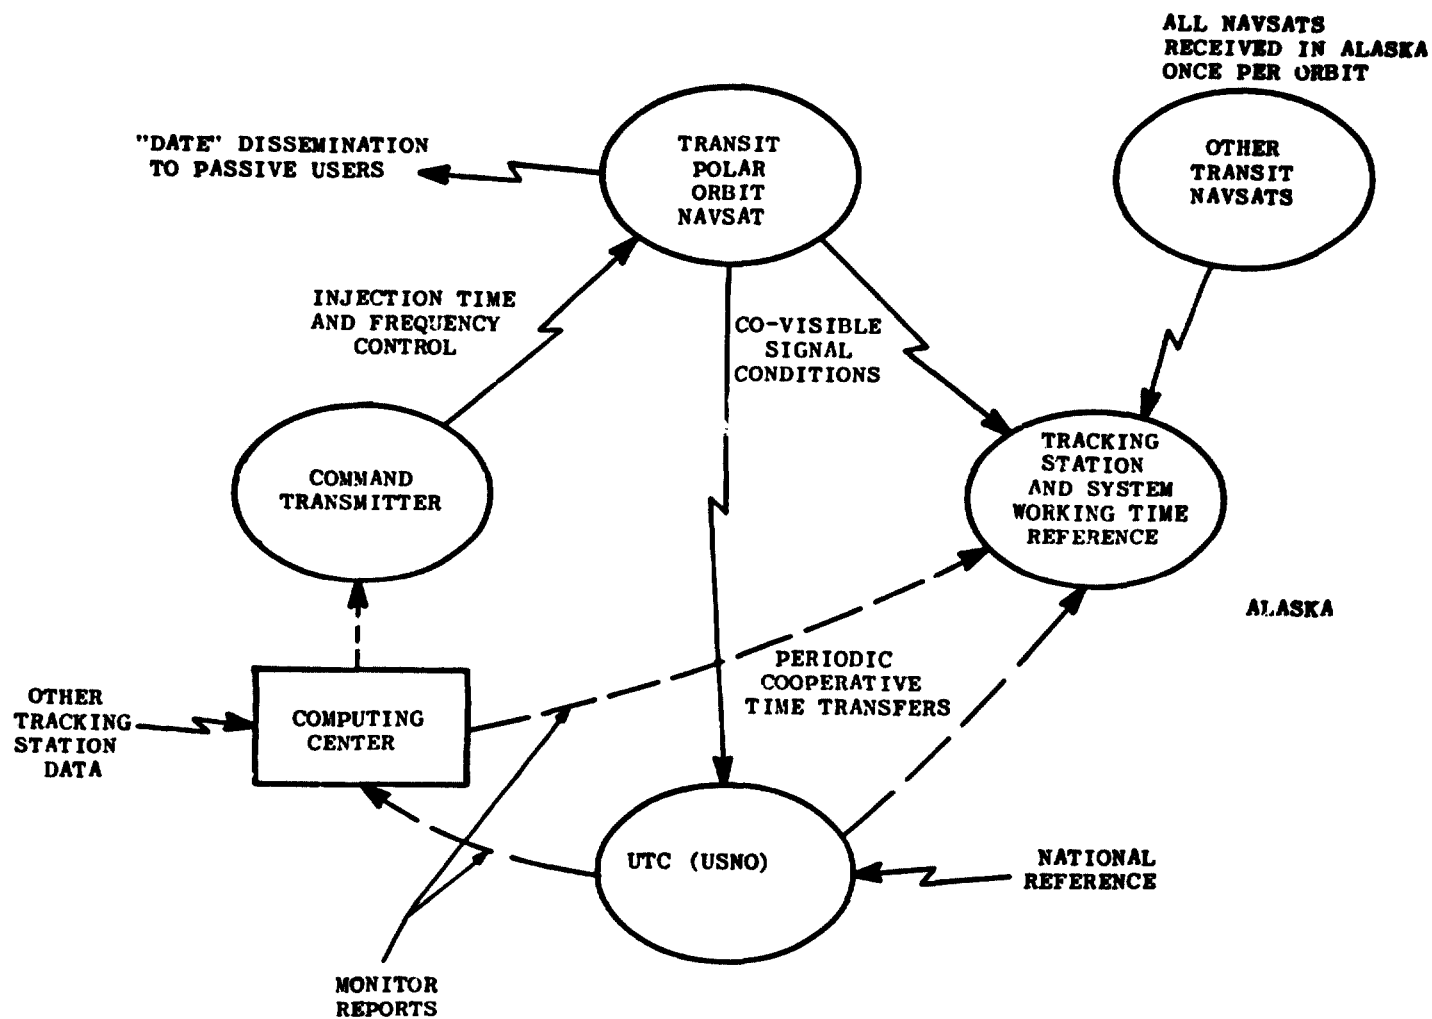 ALL NAVSATS
RECEIVED IN ALASKA
ONCE PER ORBIT
"DATE" DISSEMINATION
TO PASSIVE USERS
TRANSIT
POLAR
ORBIT
NAVSAT
OTHER
TRANSIT
NAVSATS
INJECTION TIME
AND FREQUENCY
CONTROL
CO-VISIBLE
SIGNAL
CONDITIONS
COMMAND
TRANSMITTER
TRACKING
STATION
AND SYSTEM
WORKING TIME
REFERENCE
ALASKA
OTHER
TRACKING
STATION
DATA
COMPUTING
CENTER
PERIODIC
COOPERATIVE
TIME TRANSFERS
UTC (USNO)
NATIONAL
REFERENCE
MONITOR
REPORTS